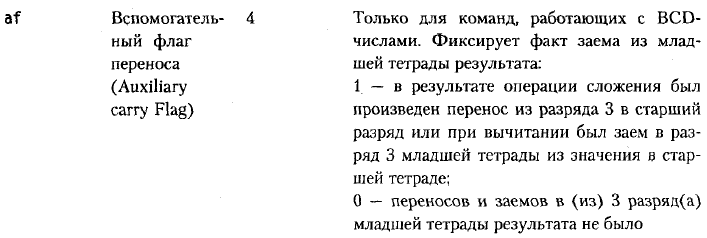 af Вспомогатель- 4 Только для команд, работающих с BCD-
ный флаг числами. Фиксирует факт заема из млад-
переноса шей тетрады результата:
(Auxiliary 1 — в результате операции сложения был
carry Flag) произведен перенос из разряда 3 в старший
разряд или при вычитании был заем в раз-
ряд 3 младшей тетрады из значения в стар-
шей тетраде;
0 — переносов и заемов в (из) 3 разряд(а)
младшей тетрады результата не было